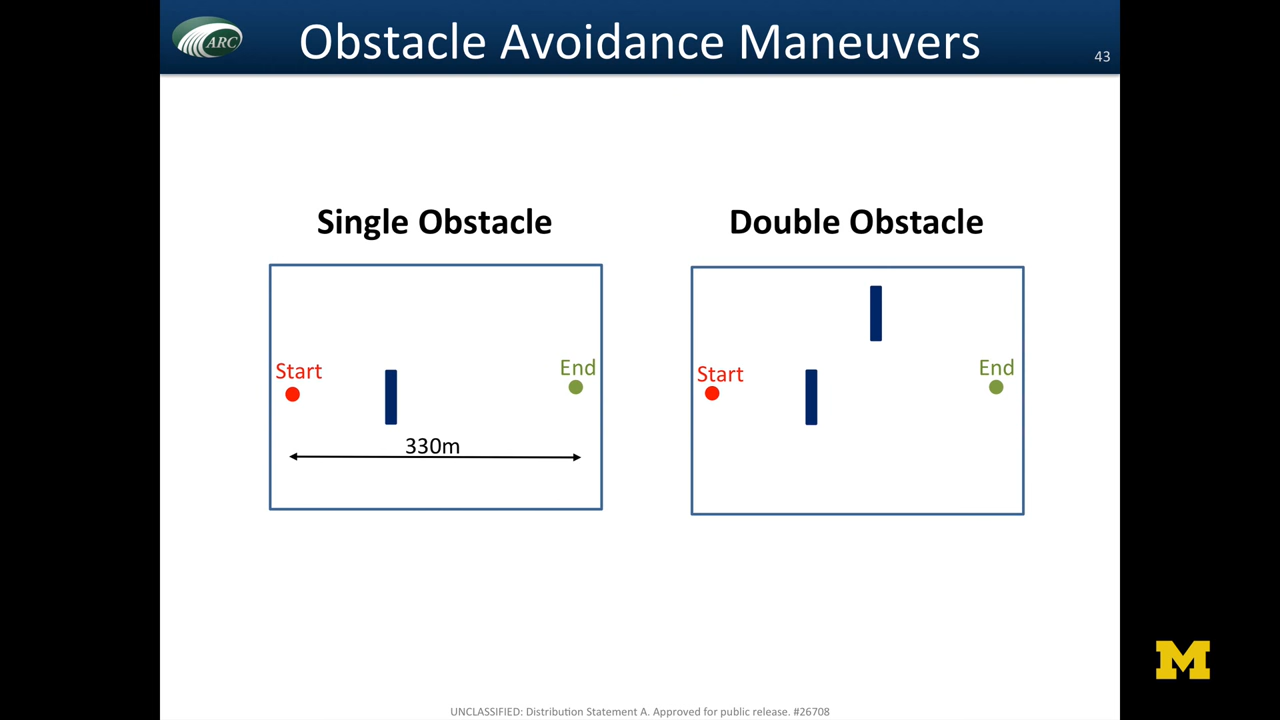 ARC
Obstacle Avoidance Maneuvers
43
Single Obstacle
Double Obstacle
Start
End
330m
Start
End
M
UNCLASSIFIED: Distribution Statement A. Approved for public release. #26708